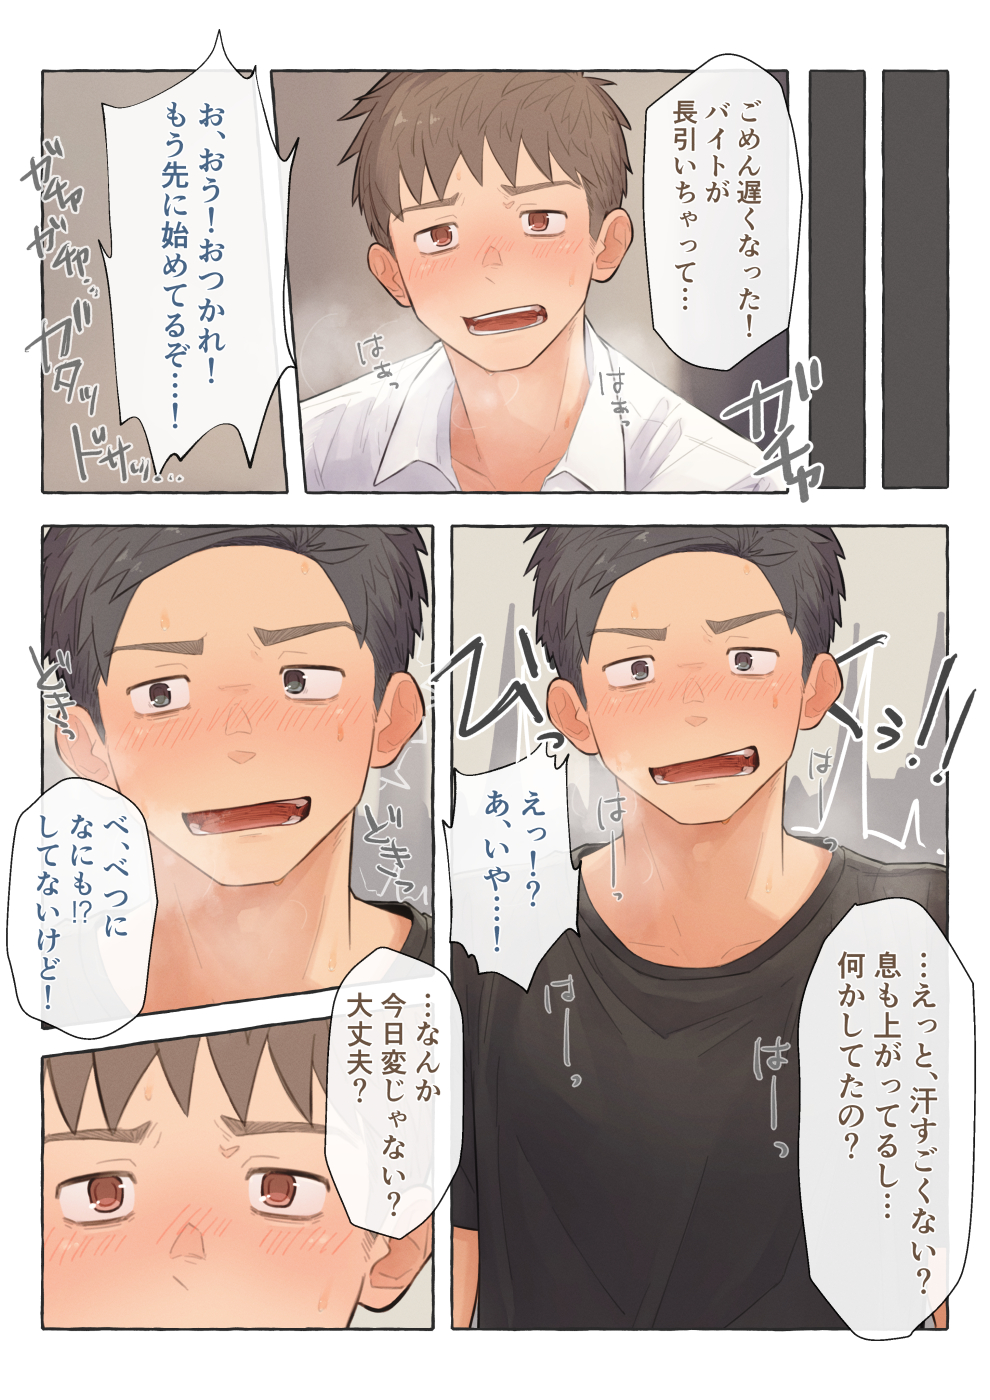 ガチャ
ごめん遅くなった！
バイトが
長引いちゃって…
はぁっ
はぁっ
お、おう！おつかれ！
もう先に始めてるぞ……！
ガチャ
ガチャ…ッ
ガタッ
ドサッ…
…えっと、汗すごくない？
息も上がってるし…
何かしてたの？
びっくぅ!!
えっ！？
あ、いや……！
はーっ
はーっ
はーっ
はーっ
どきっ
どきっ
べ、べつに
なにも!?
してないけど！
…なんか
今日変じゃない？
大丈夫？